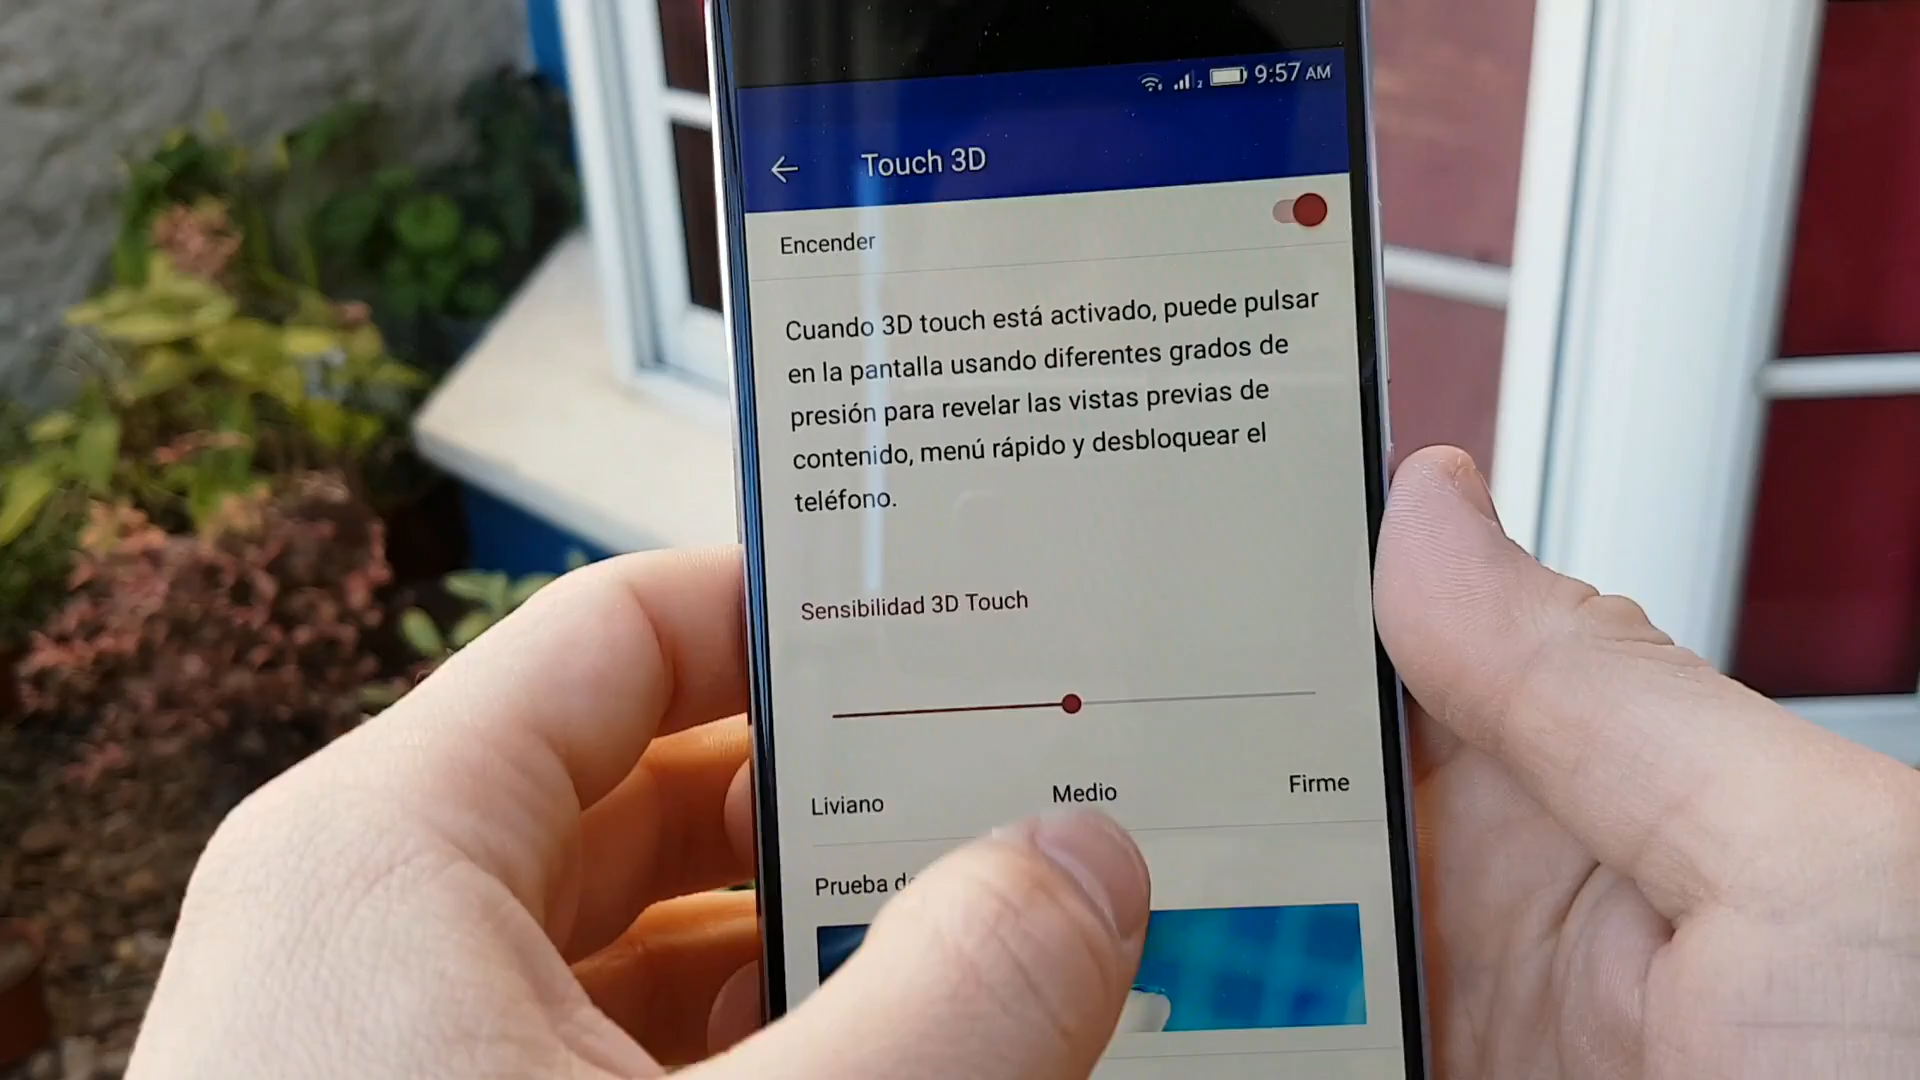 9:57 AM
Touch 3D
Encender
Cuando 3D touch está activado, puede pulsar
en la pantalla usando diferentes grados de
presión para revelar las vistas previas de
contenido, menú rápido y desbloquear el
teléfono.
Sensibilidad 3D Touch
Liviano Medio Firme
Prueba